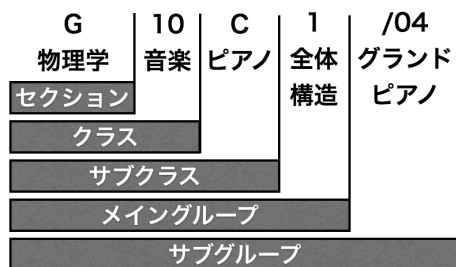 G 10 C 1 /04
物理学 音楽 ピアノ 全体 グランド
構造 ピアノ
セクション
クラス
サブクラス
メイングループ
サブグループ